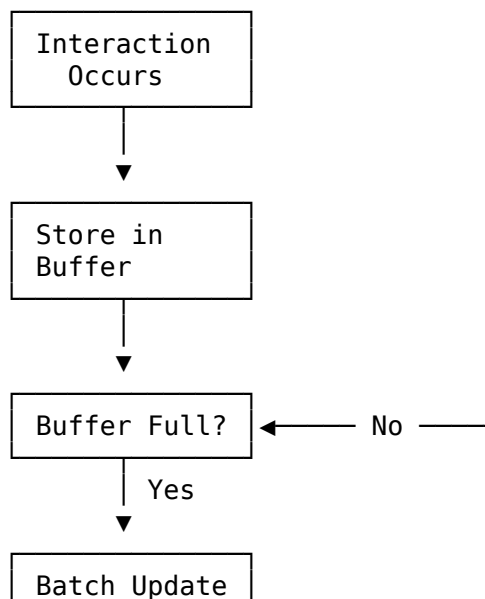 Interaction
Occurs
Store in
Buffer
Buffer Full?
No
Yes
Batch Update